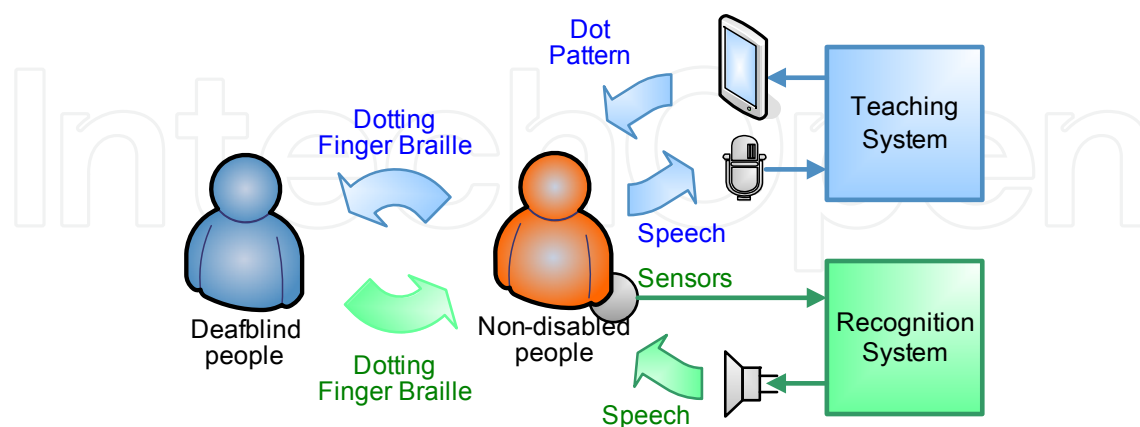 Dot
Pattern
Teaching
System
Dotting
Finger Braille
Speech
Sensors
Deafblind
people
Non-disabled
people
Recognition
System
Dotting
Finger Braille
Speech
IntechOpen